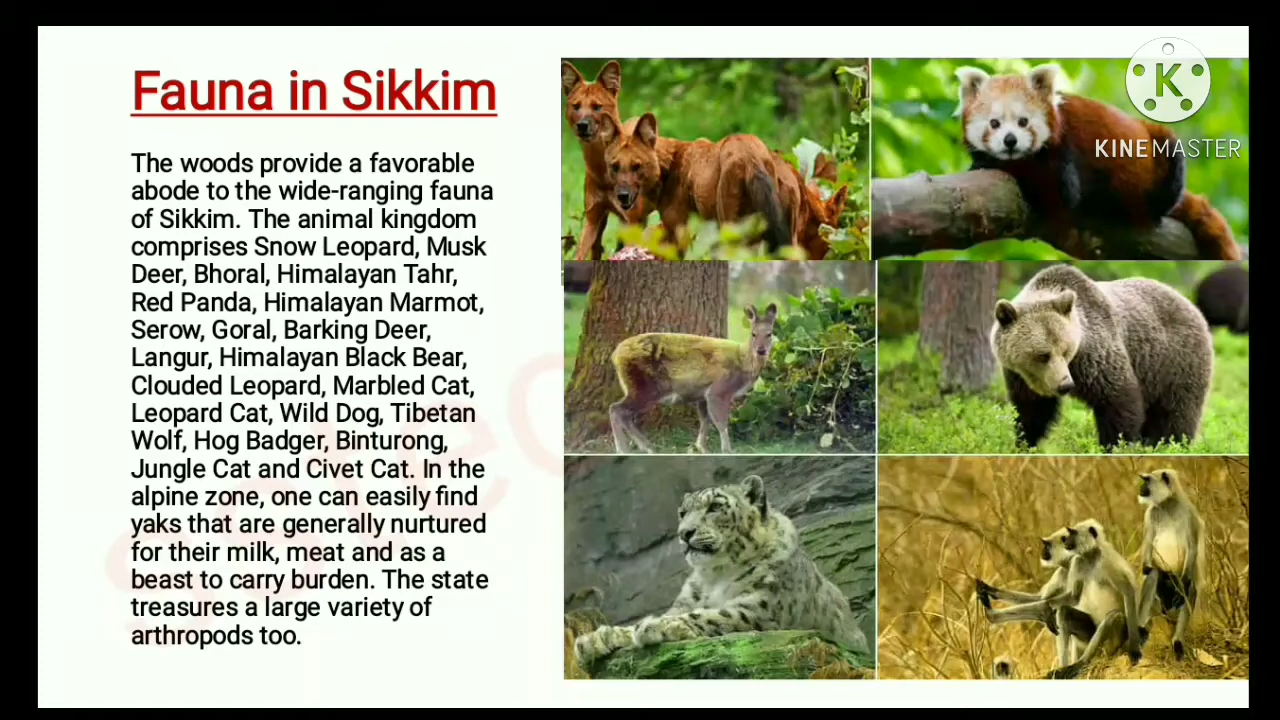 Fauna in Sikkim
The woods provide a favorable
abode to the wide-ranging fauna
of Sikkim. The animal kingdom
comprises Snow Leopard, Musk
Deer, Bhoral, Himalayan Tahr,
Red Panda, Himalayan Marmot,
Serow, Goral, Barking Deer,
Langur, Himalayan Black Bear,
Clouded Leopard, Marbled Cat,
Leopard Cat, Wild Dog, Tibetan
Wolf, Hog Badger, Binturong,
Jungle Cat and Civet Cat. In the
alpine zone, one can easily find
yaks that are generally nurtured
for their milk, meat and as a
beast to carry burden. The state
treasures a large variety of
arthropods too.
K
KINEMASTER